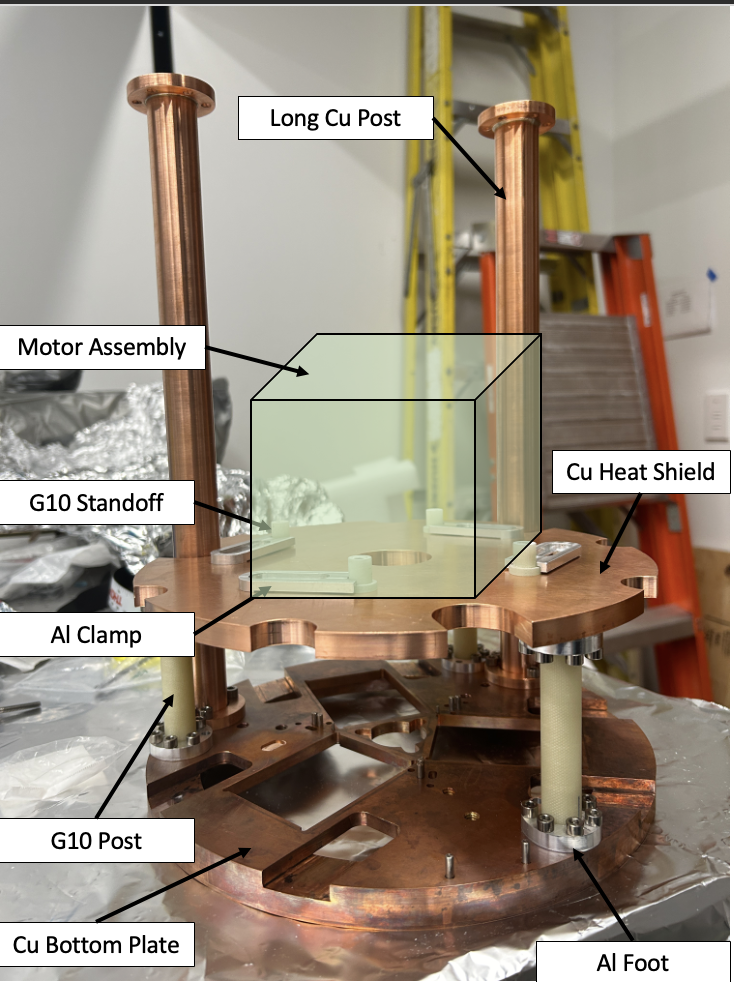 Long Cu Post
Motor Assembly
Cu Heat Shield
G10 Standoff
Al Clamp
G10 Post
Cu Bottom Plate
Al Foot